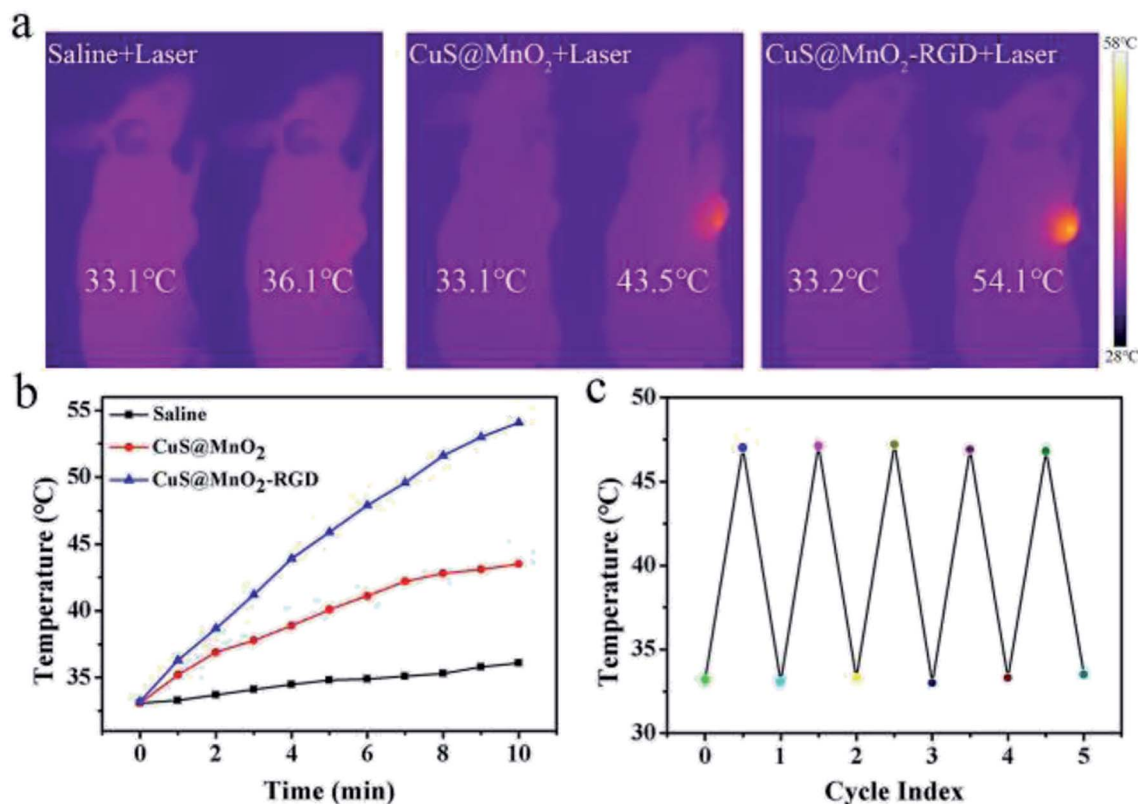 a
Saline+Laser
CuS@MnO₂+Laser
CuS@MnO₂-RGD+Laser
58℃
33.1℃
36.1℃
33.1℃
43.5℃
33.2℃
54.1℃
28℃
b
Saline
CuS@MnO₂
CuS@MnO₂-RGD
55
50
45
40
35
Temperature (℃)
0 2 4 6 8 10
Time (min)
c
50
45
40
35
30
Temperature (℃)
0 1 2 3 4 5
Cycle Index